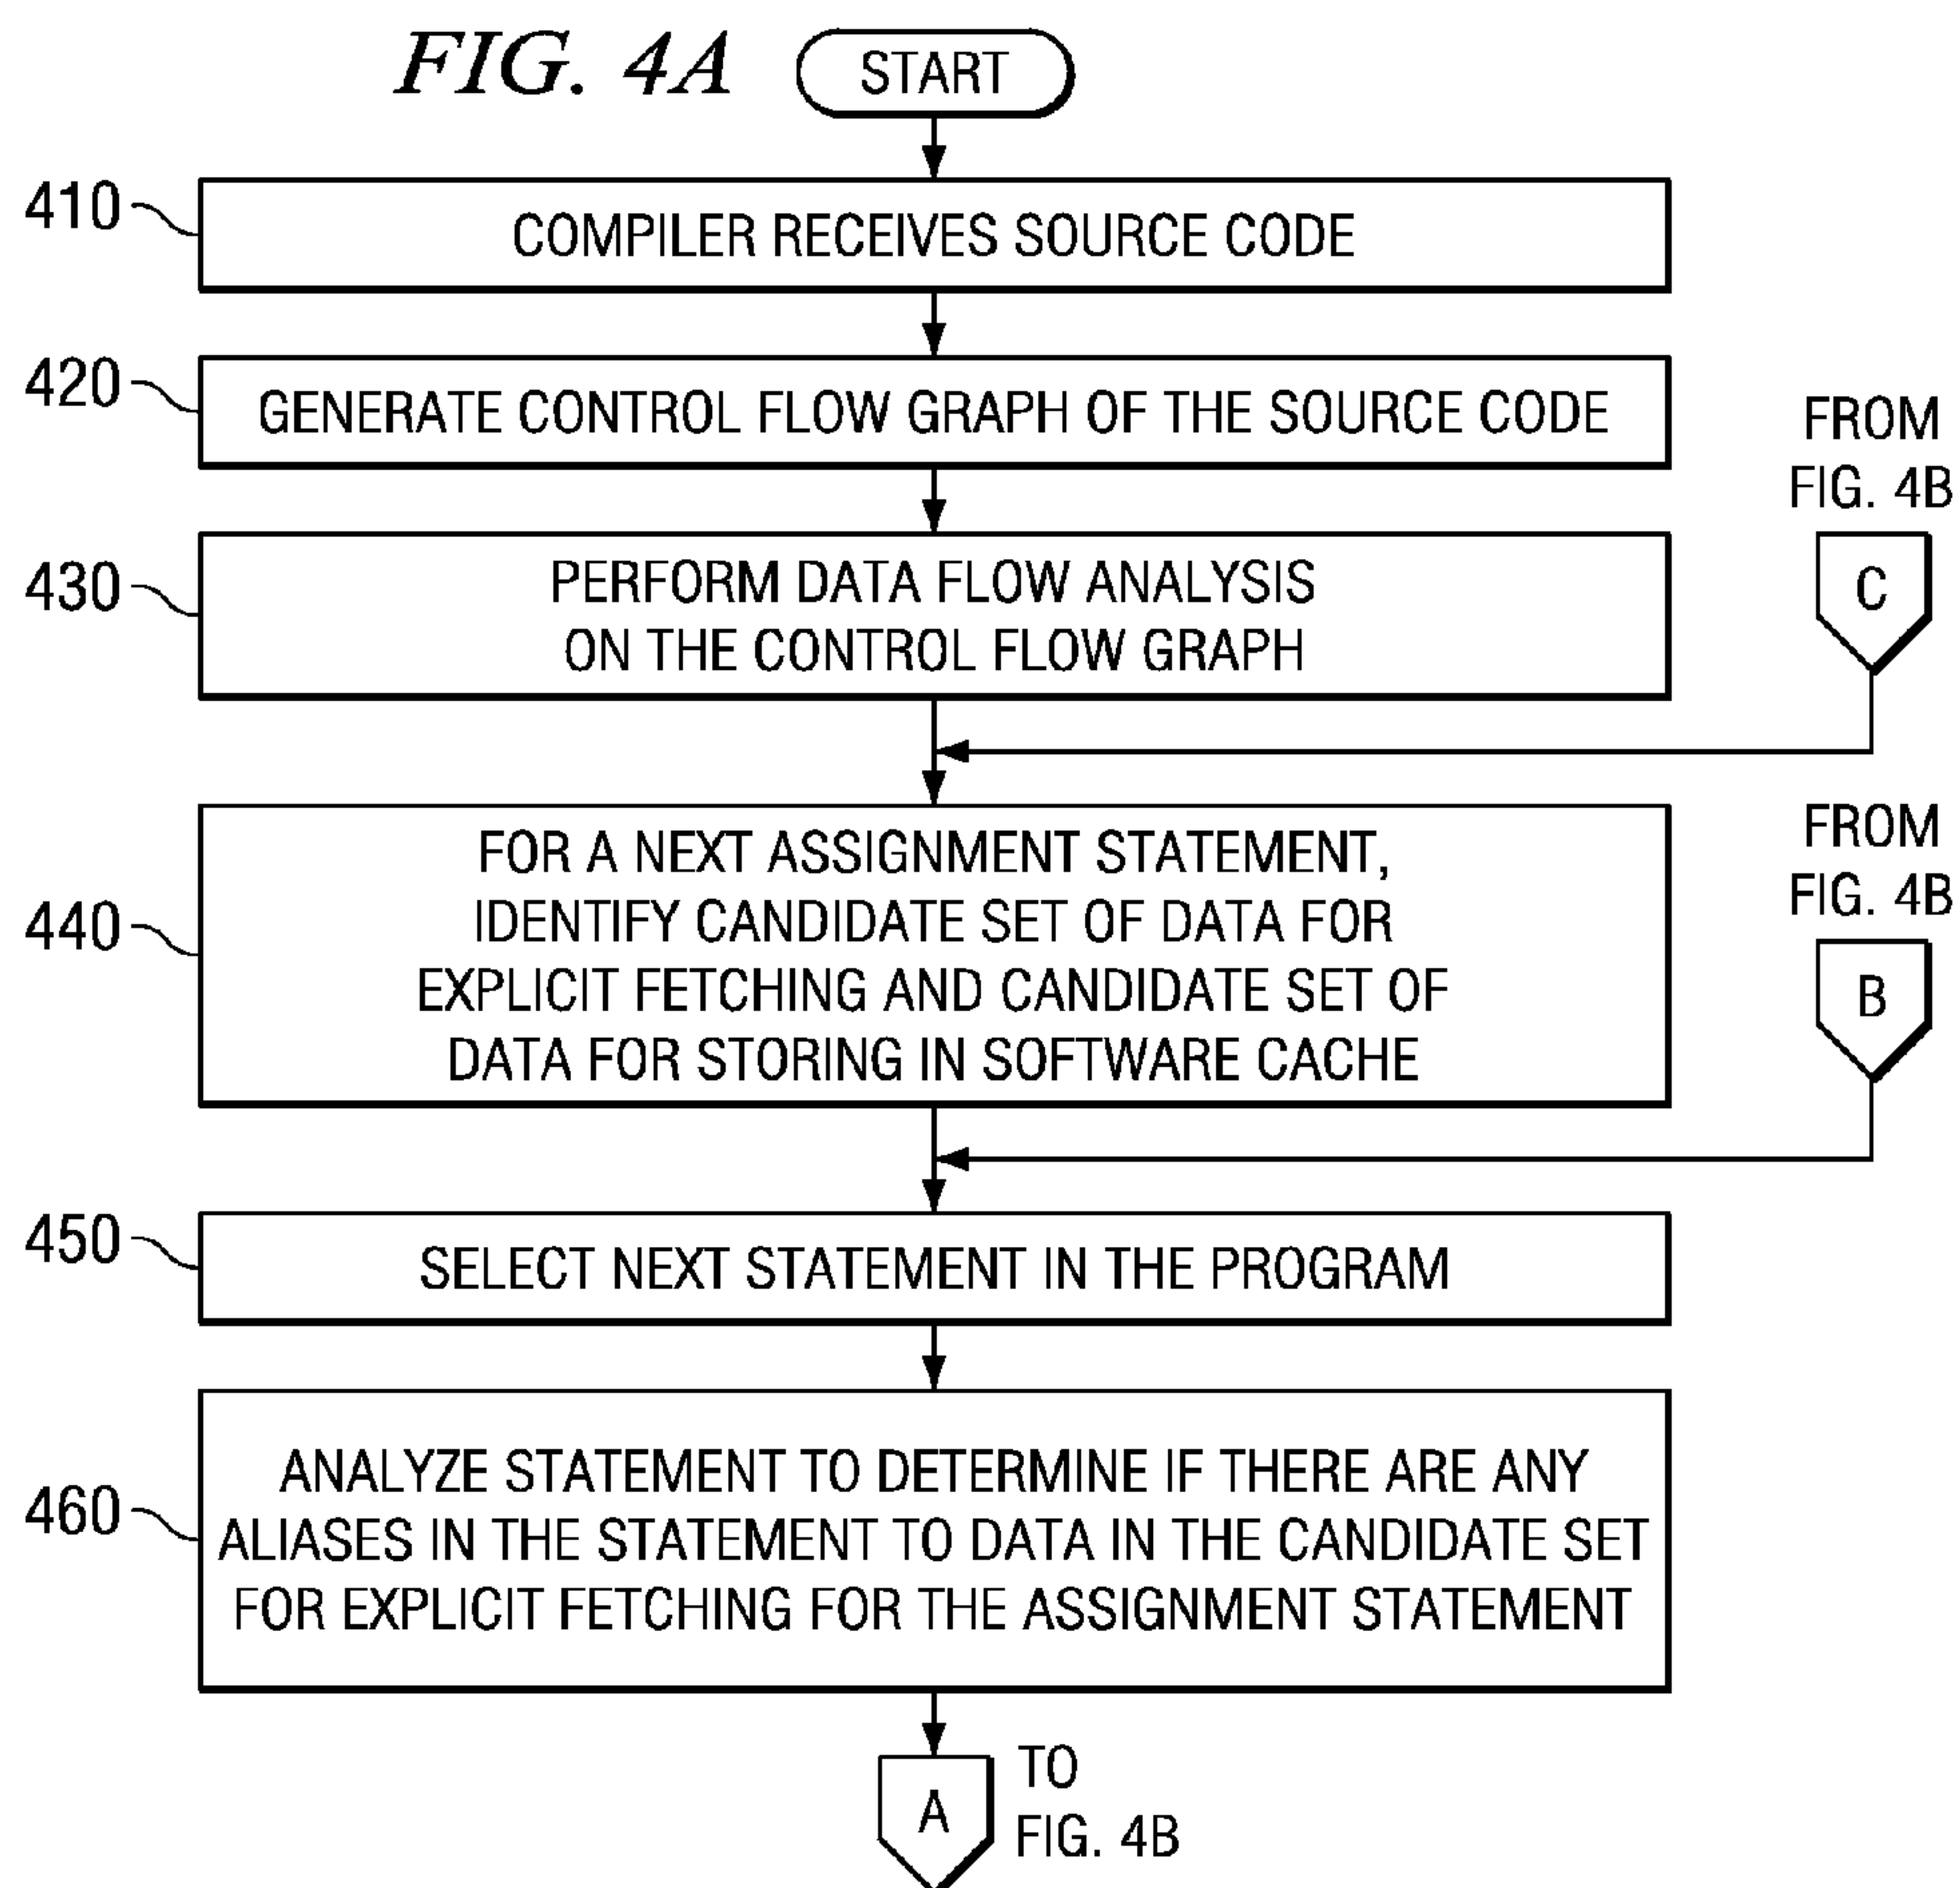 FIG. 4A
START
410
COMPILER RECEIVES SOURCE CODE
420
GENERATE CONTROL FLOW GRAPH OF THE SOURCE CODE
FROM
FIG. 4B
430
PERFORM DATA FLOW ANALYSIS
ON THE CONTROL FLOW GRAPH
C
440
FOR A NEXT ASSIGNMENT STATEMENT,
IDENTIFY CANDIDATE SET OF DATA FOR
EXPLICIT FETCHING AND CANDIDATE SET OF
DATA FOR STORING IN SOFTWARE CACHE
FROM
FIG. 4B
B
450
SELECT NEXT STATEMENT IN THE PROGRAM
460
ANALYZE STATEMENT TO DETERMINE IF THERE ARE ANY
ALIASES IN THE STATEMENT TO DATA IN THE CANDIDATE SET
FOR EXPLICIT FETCHING FOR THE ASSIGNMENT STATEMENT
A
TO
FIG. 4B